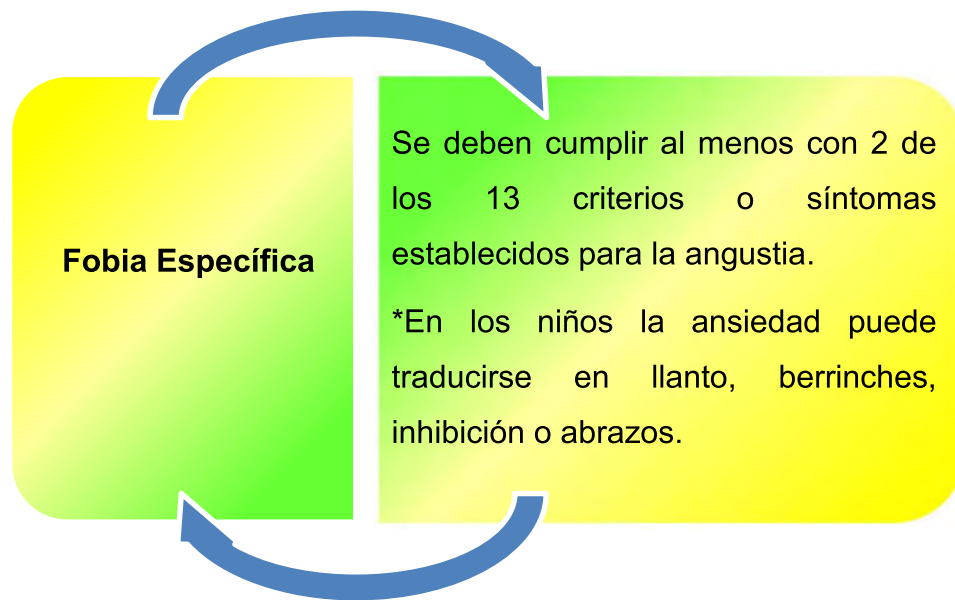 Fobia Específica
Se deben cumplir al menos con 2 de
los 13 criterios o síntomas
establecidos para la angustia.
*En los niños la ansiedad puede
traducirse en llanto, berrinches,
inhibición o abrazos.